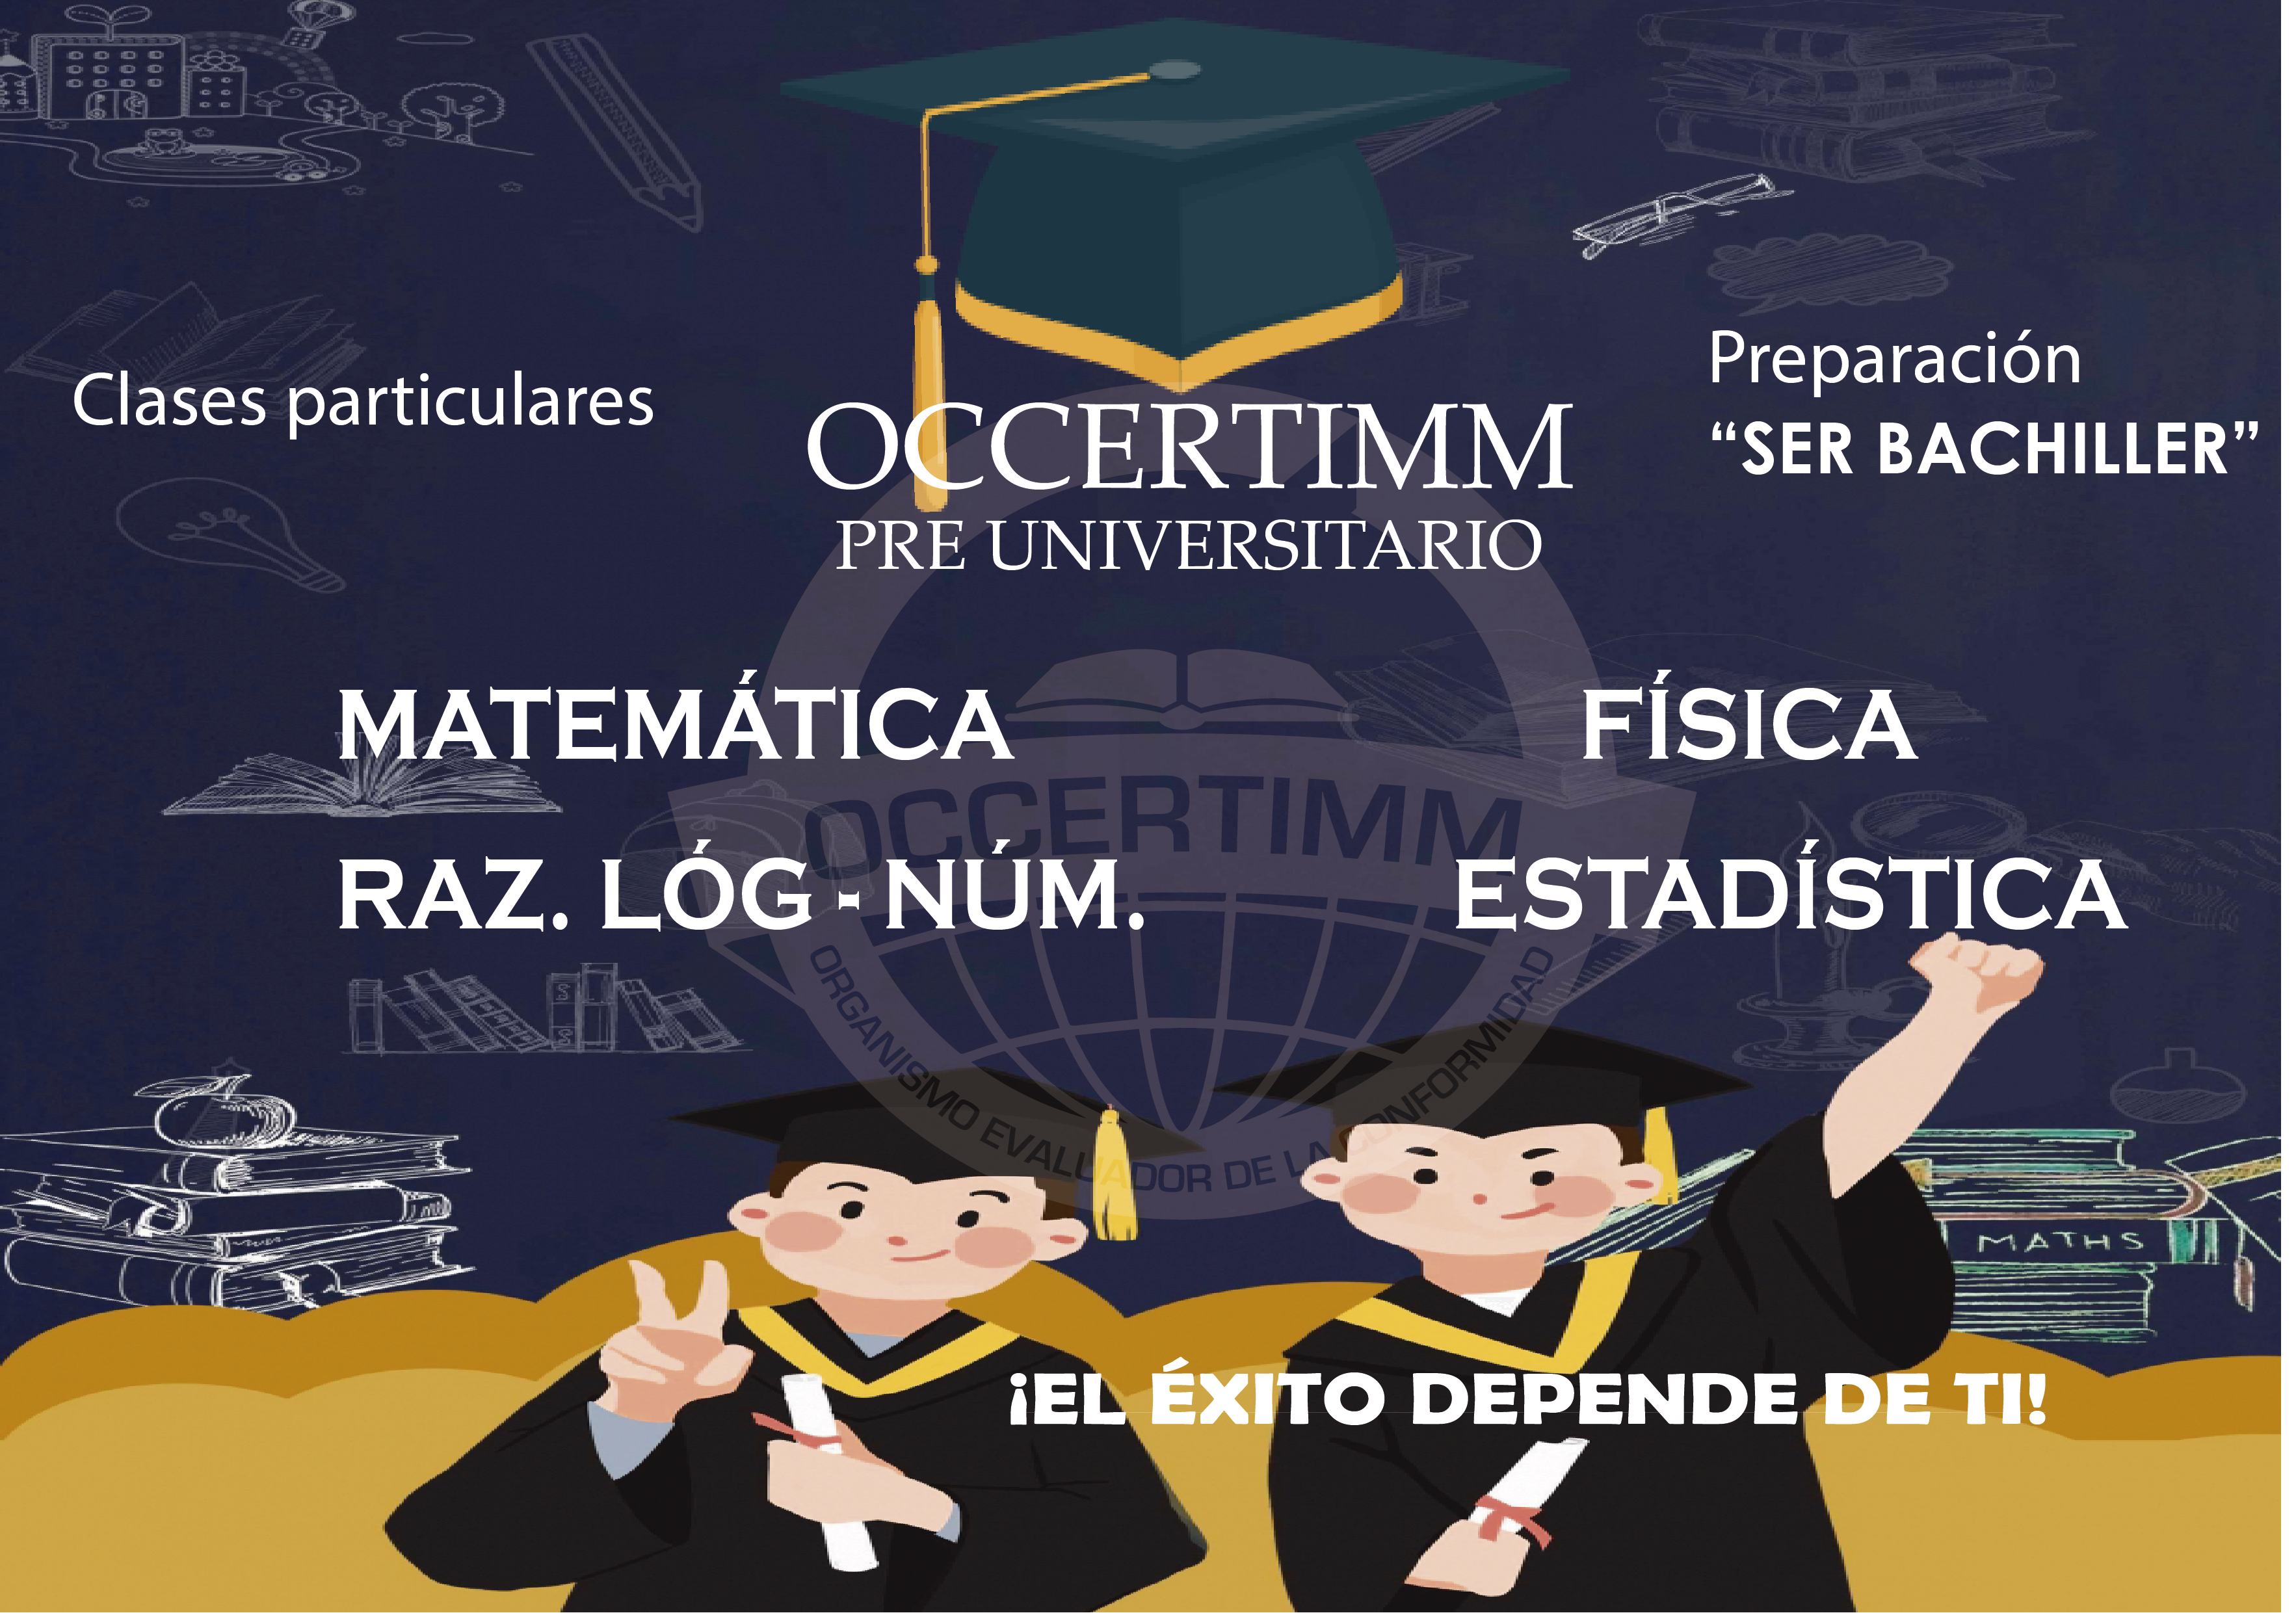 Clases particulares
OCCERTIMM
PRE UNIVERSITARIO
Preparación
“SER BACHILLER”
MATEMÁTICA
FÍSICA
OCCERTIMM
RAZ. LÓG - NÚM.
ESTADÍSTICA
ORGANISMO EVALUADOR DE LA CONFORMIDAD
MATHS
¡EL ÉXITO DEPENDE DE TI!